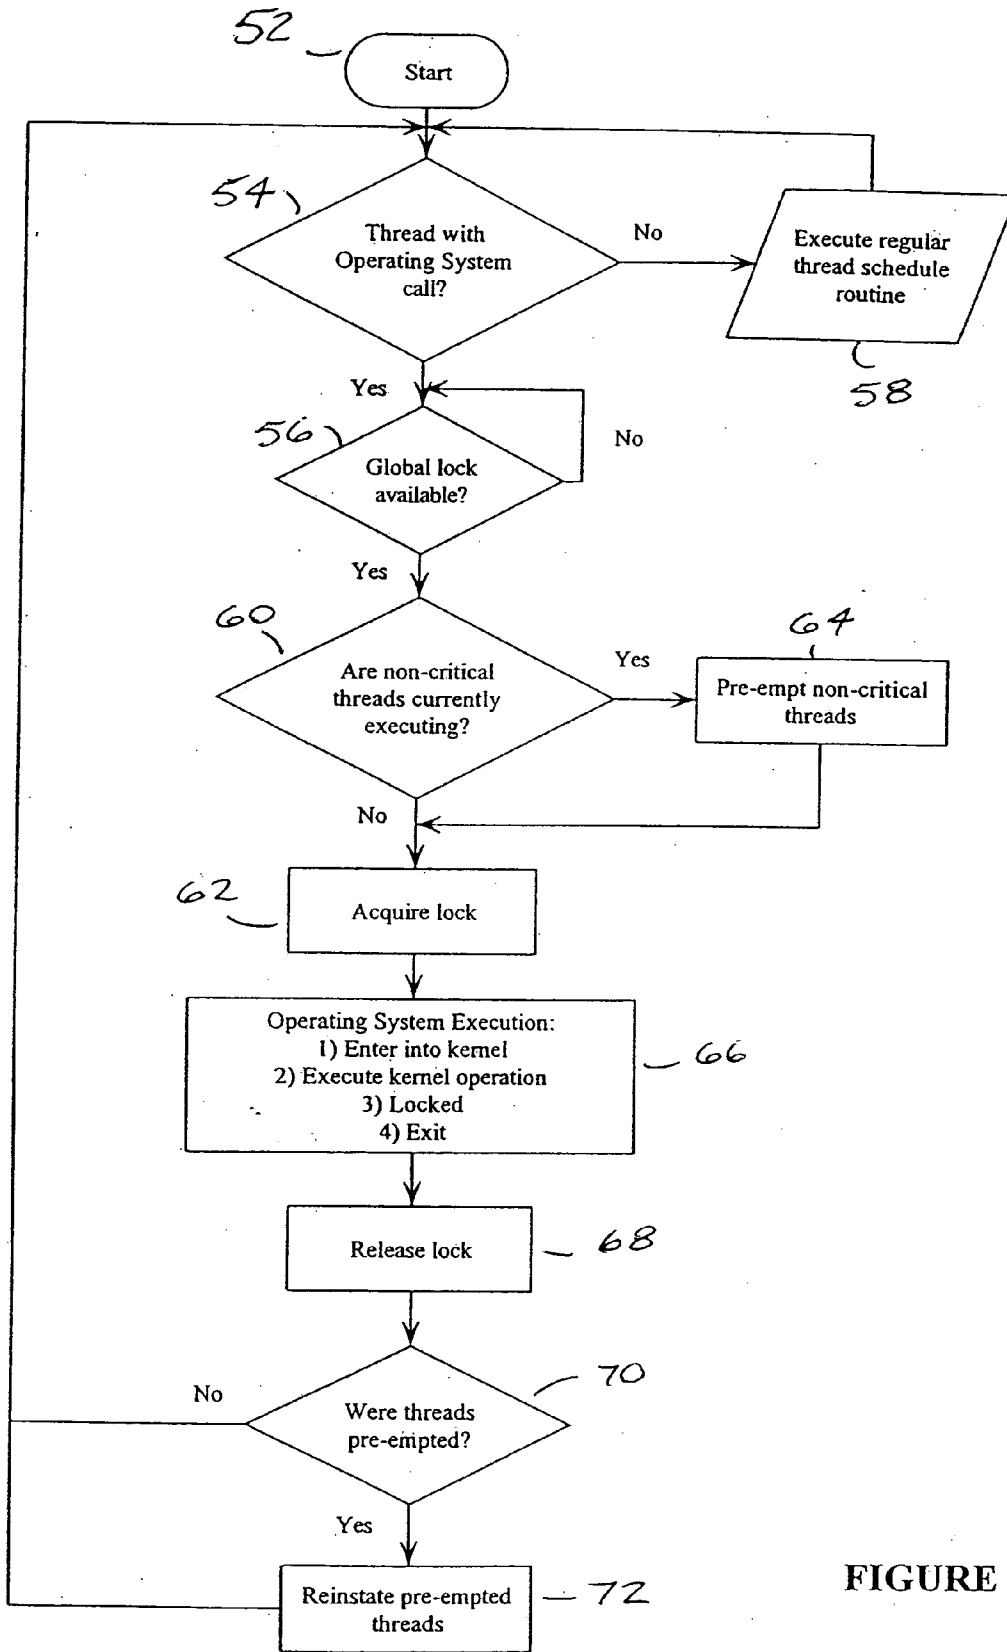 52
Start
54
Thread with
Operating System
call?
No
Execute regular
thread schedule
routine
58
Yes
56
Global lock
available?
No
Yes
60
Are non-critical
threads currently
executing?
Yes
64
Pre-empt non-critical
threads
No
62
Acquire lock
Operating System Execution:
1) Enter into kernel
2) Execute kernel operation
3) Locked
4) Exit
66
Release lock
68
No
70
Were threads
pre-empted?
Yes
Reinstate pre-empted
threads
72
FIGURE